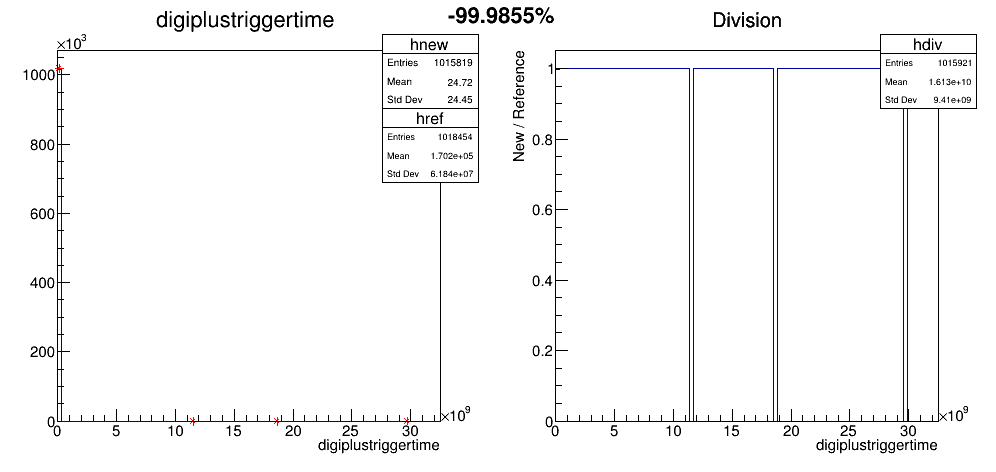 digiplustriggertime
-99.9855%
Division
×10³
hnew
Entries 1015819
Mean 24.72
Std Dev 24.45
href
Entries 1018454
Mean 1.702e+05
Std Dev 6.184e+07
1000
800
600
400
200
0
0 5 10 15 20 25 30 ×10⁹
digiplustriggertime
hdiv
Entries 1015921
Mean 1.613e+10
Std Dev 9.41e+09
New / Reference
1
0.8
0.6
0.4
0.2
0
0 5 10 15 20 25 30 ×10⁹
digiplustriggertime